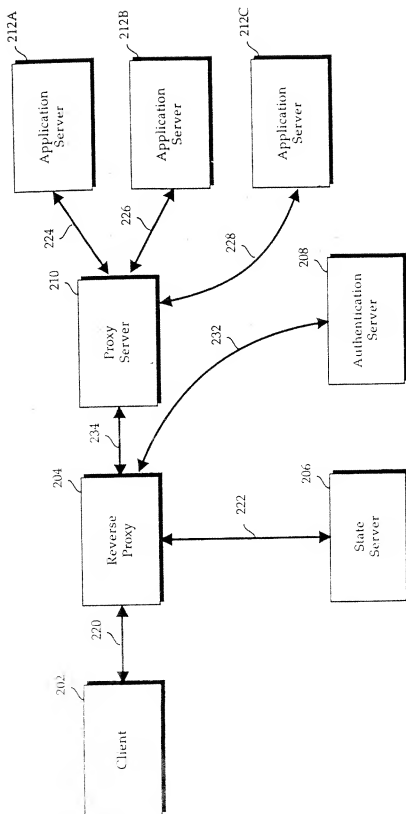 202
Client
220
204
Reverse
Proxy
234
210
Proxy
Server
224
226
228
212A
Application
Server
212B
Application
Server
212C
Application
Server
232
222
206
State
Server
208
Authentication
Server